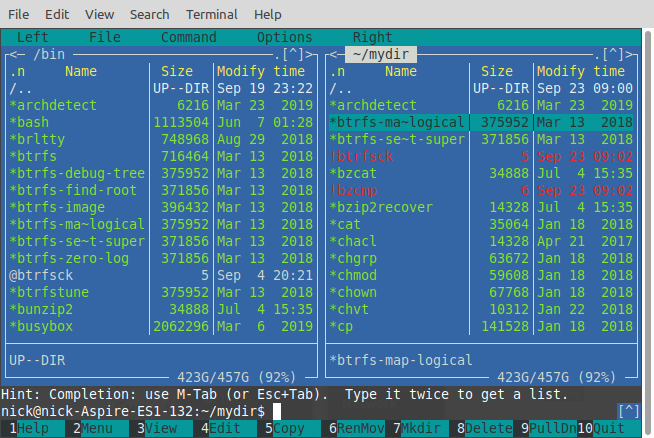 File Edit View Search Terminal Help
Left File Command Options Right
<─ /bin .[^]> <─ ~/mydir .[^]>
.n Name Size Modify time .n Name Size Modify time
/.. UP--DIR Sep 19 23:22 /.. UP--DIR Sep 23 09:00
*archdetect 6216 Mar 23 2019 *archdetect 6216 Mar 23 2019
*bash 1113504 Jun 7 01:28 *btrfs-ma~logical 375952 Mar 13 2018
*brltty 748968 Aug 29 2018 *btrfs-se~t-super 371856 Mar 13 2018
*btrfs 716464 Mar 13 2018 !btrfsck 5 Sep 23 09:02
*btrfs-debug-tree 375952 Mar 13 2018 *bzcat 34888 Jul 4 15:35
*btrfs-find-root 371856 Mar 13 2018 !bzcmp 6 Sep 23 09:02
*btrfs-image 396432 Mar 13 2018 *bzip2recover 14328 Jul 4 15:35
*btrfs-ma~logical 375952 Mar 13 2018 *cat 35064 Jan 18 2018
*btrfs-se~t-super 371856 Mar 13 2018 *chacl 14328 Apr 21 2017
*btrfs-zero-log 371856 Mar 13 2018 *chgrp 63672 Jan 18 2018
@btrfsck 5 Sep 4 20:21 *chmod 59608 Jan 18 2018
*btrfstune 375952 Mar 13 2018 *chown 67768 Jan 18 2018
*bunzip2 34888 Jul 4 15:35 *chvt 10312 Jan 22 2018
*busybox 2062296 Mar 6 2019 *cp 141528 Jan 18 2018
UP--DIR *btrfs-map-logical
423G/457G (92%) 423G/457G (92%)
Hint: Completion: use M-Tab (or Esc+Tab). Type it twice to get a list.
nick@nick-Aspire-ES1-132:~/mydir$ [^]
1Help 2Menu 3View 4Edit 5Copy 6RenMov 7Mkdir 8Delete 9PullDn 10Quit